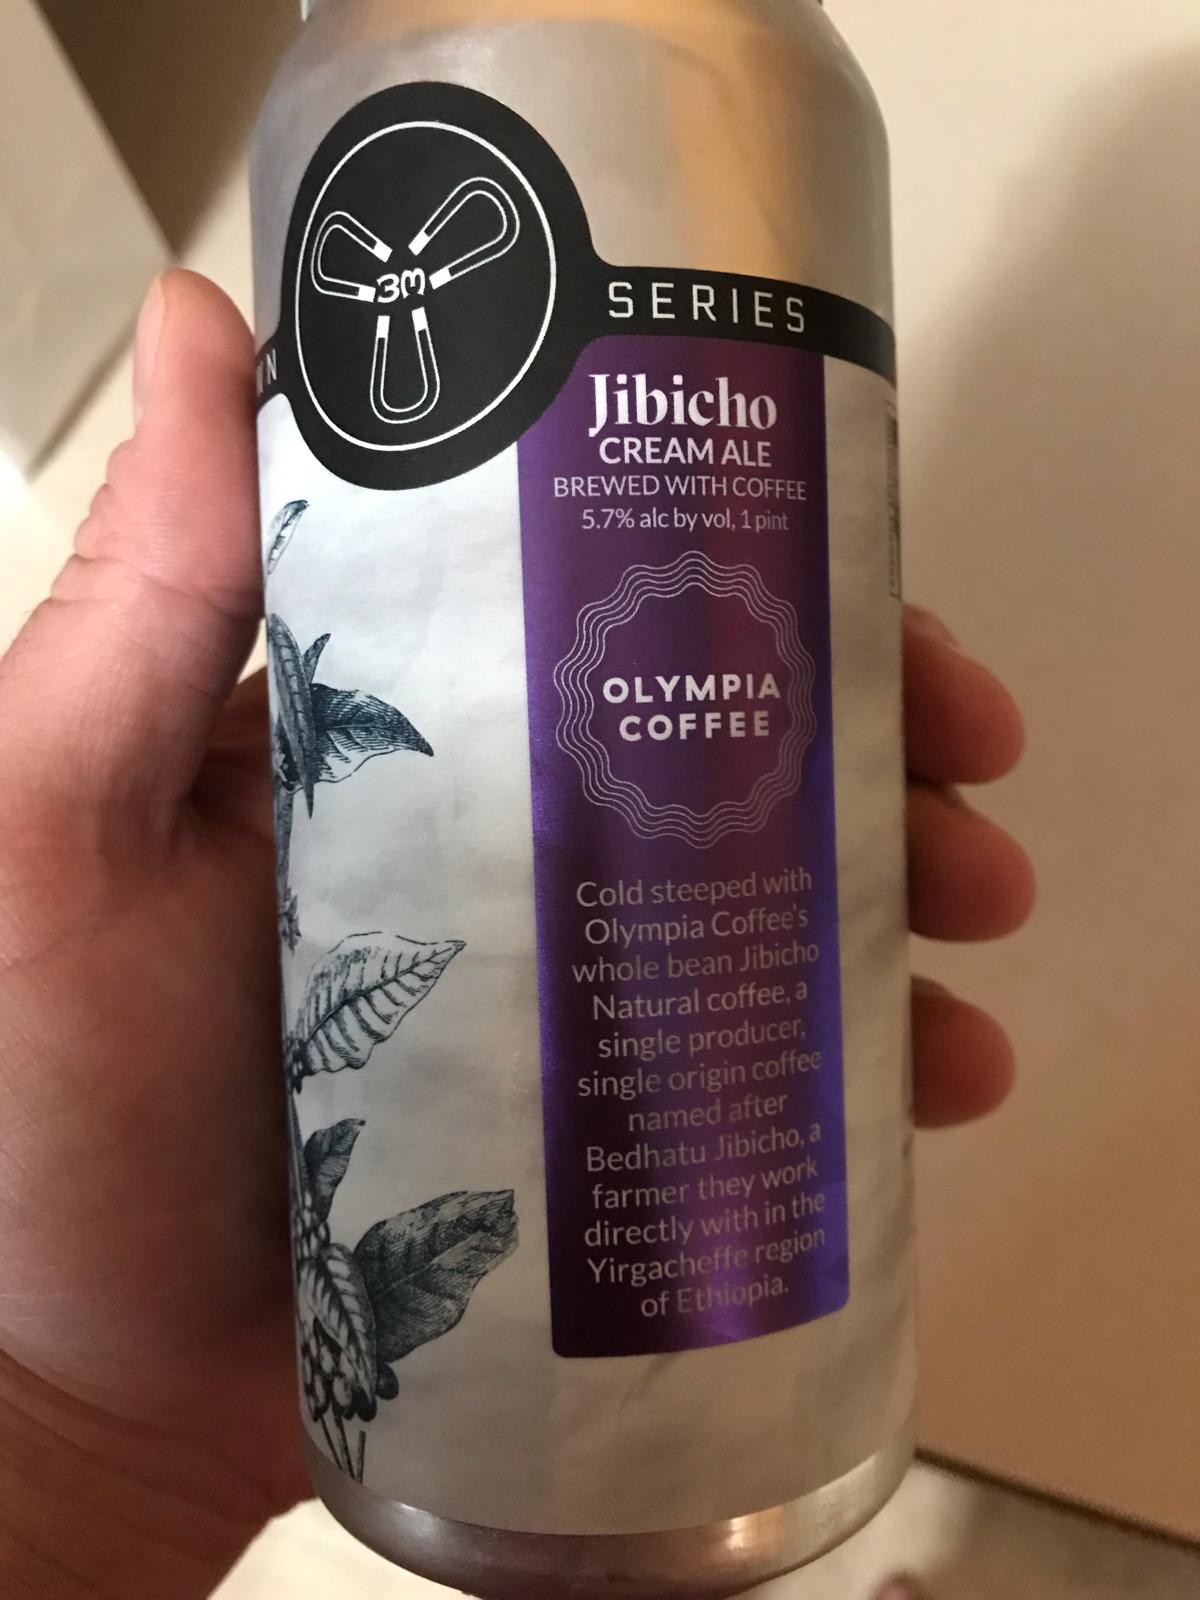 3M
SERIES
Jibicho
CREAM ALE
BREWED WITH COFFEE
5.7% alc by vol, 1 pint
OLYMPIA
COFFEE
Cold steeped with
Olympia Coffee's
whole bean Jibicho
Natural coffee, a
single producer,
single origin coffee
named after
Bedhatu Jibicho, a
farmer they work
directly with in the
Yirgacheffe region
of Ethiopia.